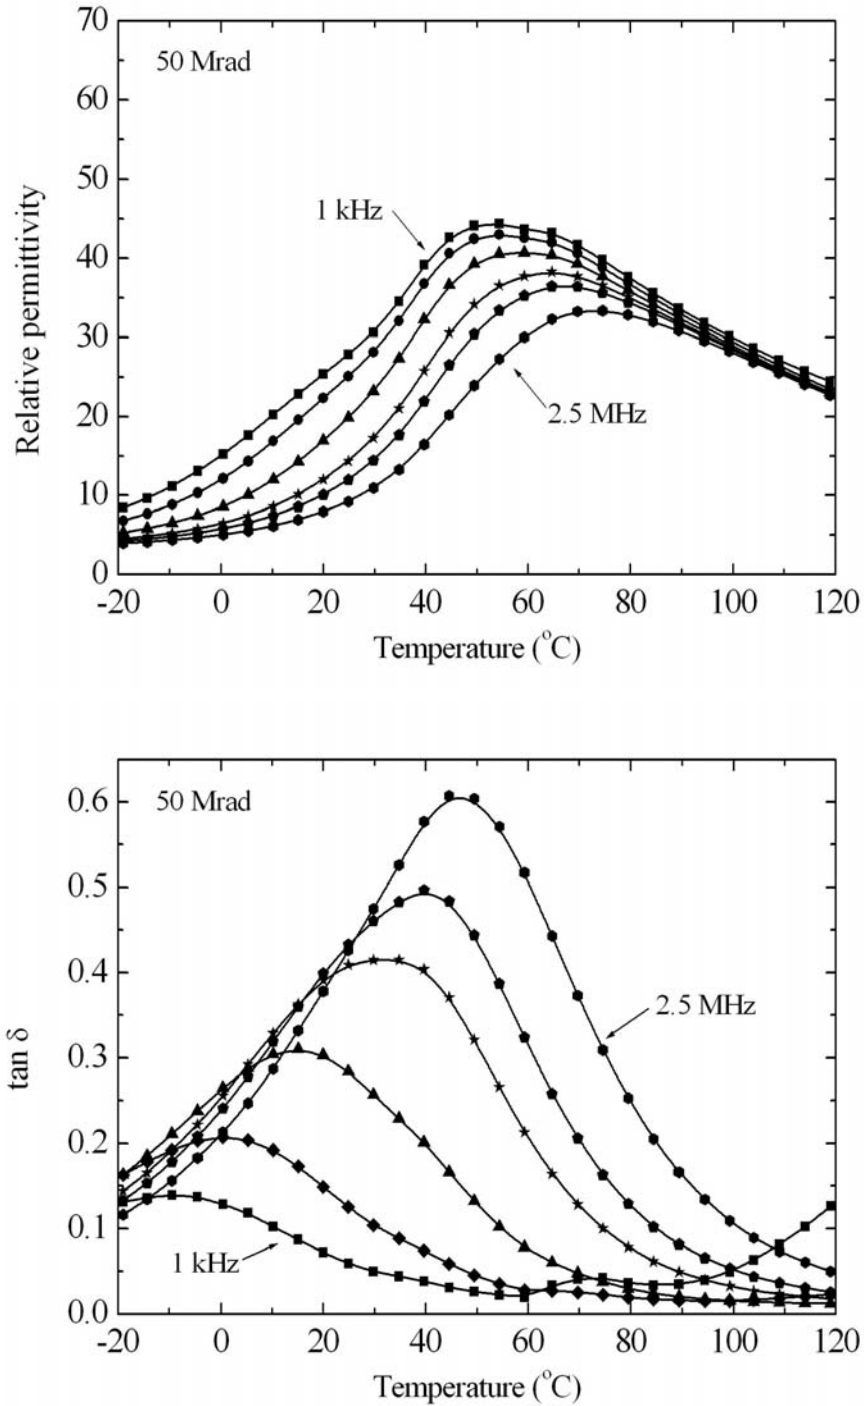 70
50 Mrad
60
50
1 kHz
40
30
2.5 MHz
20
10
0
-20 0 20 40 60 80 100 120
Relative permittivity
Temperature (°C)
50 Mrad
0.6
0.5
0.4
2.5 MHz
0.3
0.2
0.1
1 kHz
0.0
-20 0 20 40 60 80 100 120
tan δ
Temperature (°C)